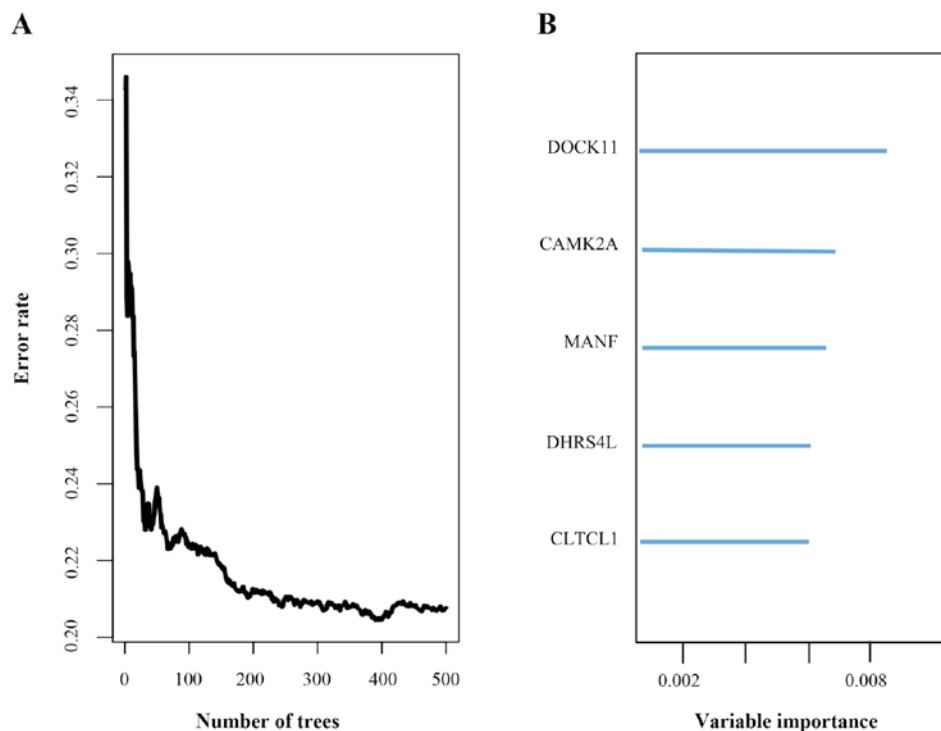 A
B
0.34
0.32
0.30
0.28
0.26
0.24
0.22
0.20
Error rate
0 100 200 300 400 500
Number of trees
DOCK11
CAMK2A
MANF
DHRS4L
CLTCL1
0.002 0.008
Variable importance